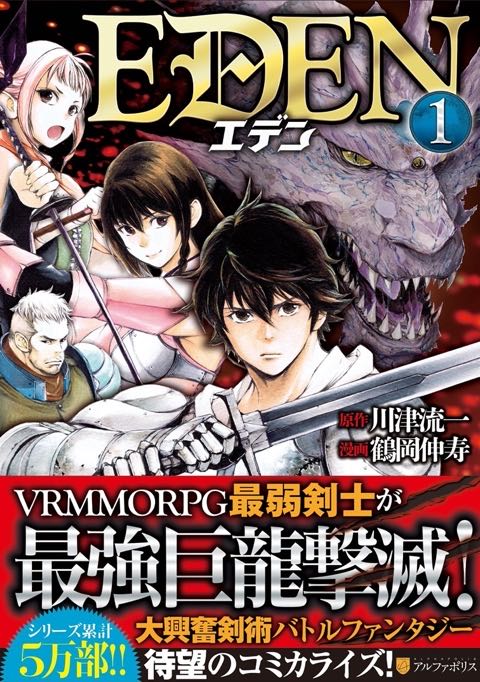 EDEN
エデン
1
原作 川津流一
漫画 鶴岡伸寿
VRMMORPG最弱剣士が
最強巨龍撃滅!
シリーズ累計
5万部!!
大興奮剣術バトルファンタジー
待望のコミカライズ!
アルファポリス